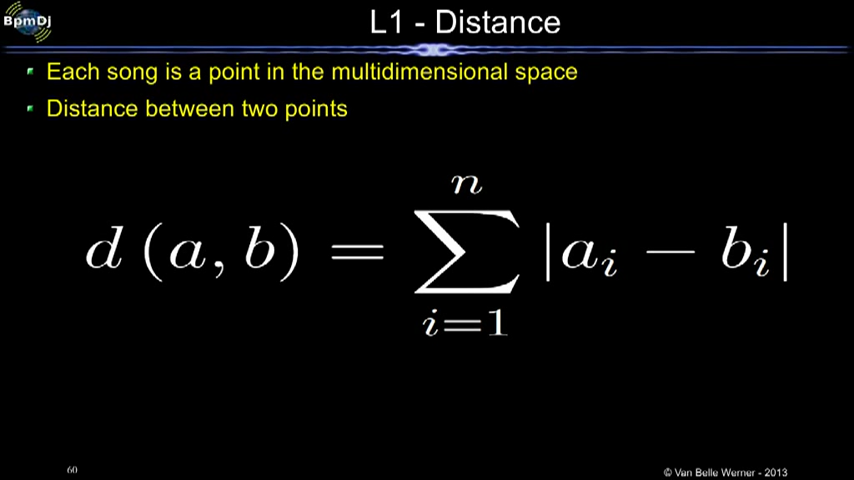 BpmDj
L1 - Distance
Each song is a point in the multidimensional space
Distance between two points
d (a, b) = \sum_{i=1}^{n} |a_i − b_i|
60
© Van Belle Werner - 2013